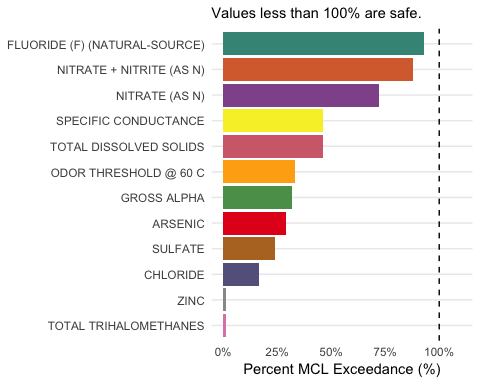 Values less than 100% are safe.
FLUORIDE (F) (NATURAL-SOURCE)
NITRATE + NITRITE (AS N)
NITRATE (AS N)
SPECIFIC CONDUCTANCE
TOTAL DISSOLVED SOLIDS
ODOR THRESHOLD @ 60 C
GROSS ALPHA
ARSENIC
SULFATE
CHLORIDE
ZINC
TOTAL TRIHALOMETHANES
0% 25% 50% 75% 100%
Percent MCL Exceedance (%)